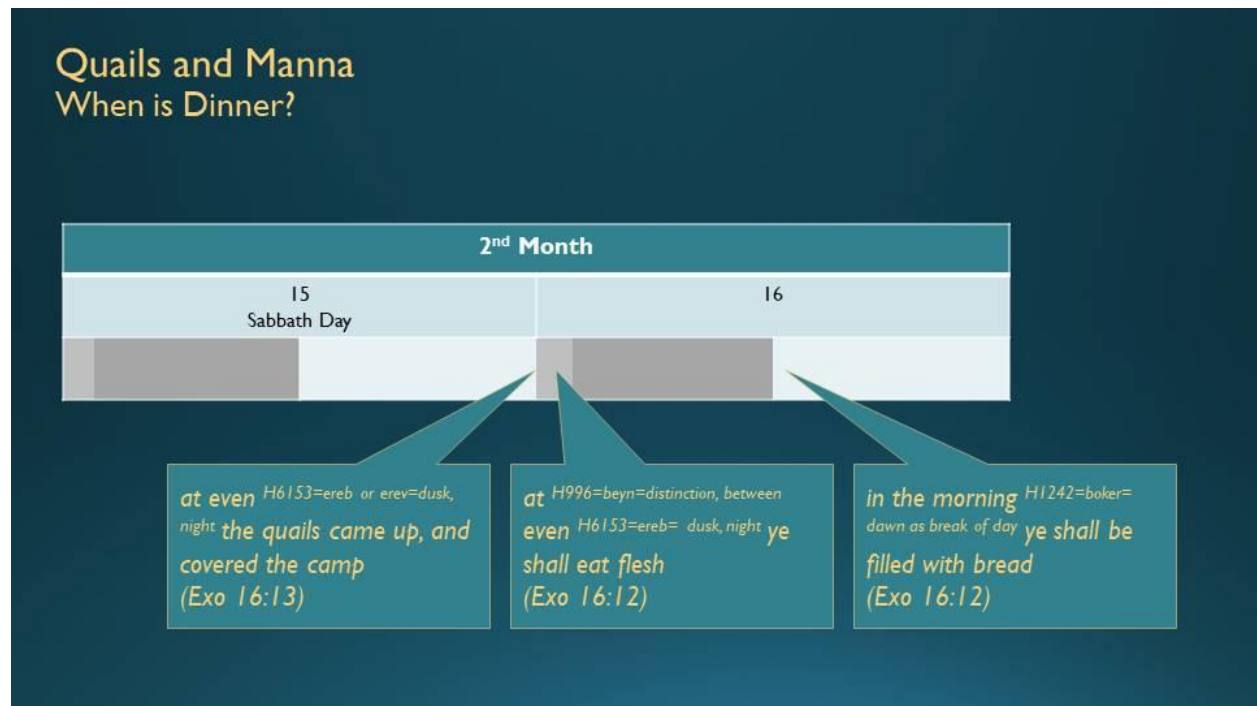 Quails and Manna
When is Dinner?
2nd Month
15
Sabbath Day
16
at even H6153=ereb or erev=dusk,
night the quails came up, and
covered the camp
(Exo 16:13)
at H996=beyn=distinction, between
even H6153=ereb= dusk, night ye
shall eat flesh
(Exo 16:12)
in the morning H1242=boker=
dawn as break of day ye shall be
filled with bread
(Exo 16:12)